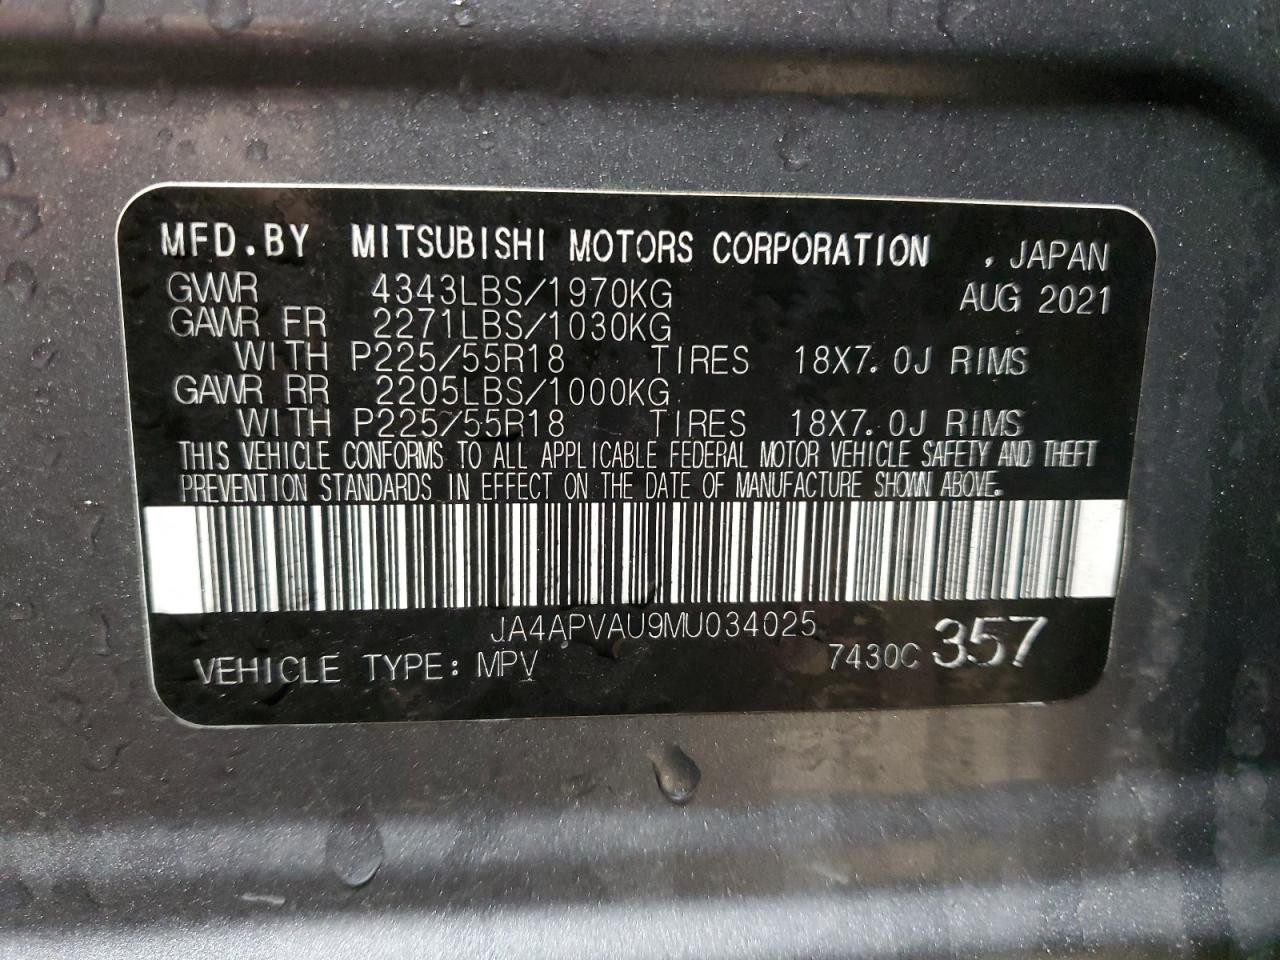 MFD.BY MITSUBISHI MOTORS CORPORATION , JAPAN
GVWR 4343LBS/1970KG AUG 2021
GAWR FR 2271LBS/1030KG
WITH P225/55R18 TIRES 18X7.0J RIMS
GAWR RR 2205LBS/1000KG
WITH P225/55R18 TIRES 18X7.0J RIMS
THIS VEHICLE CONFORMS TO ALL APPLICABLE FEDERAL MOTOR VEHICLE SAFETY AND THEFT
PREVENTION STANDARDS IN EFFECT ON THE DATE OF MANUFACTURE SHOWN ABOVE.
JA4APVAU9MU034025
VEHICLE TYPE: MPV 7430C 357